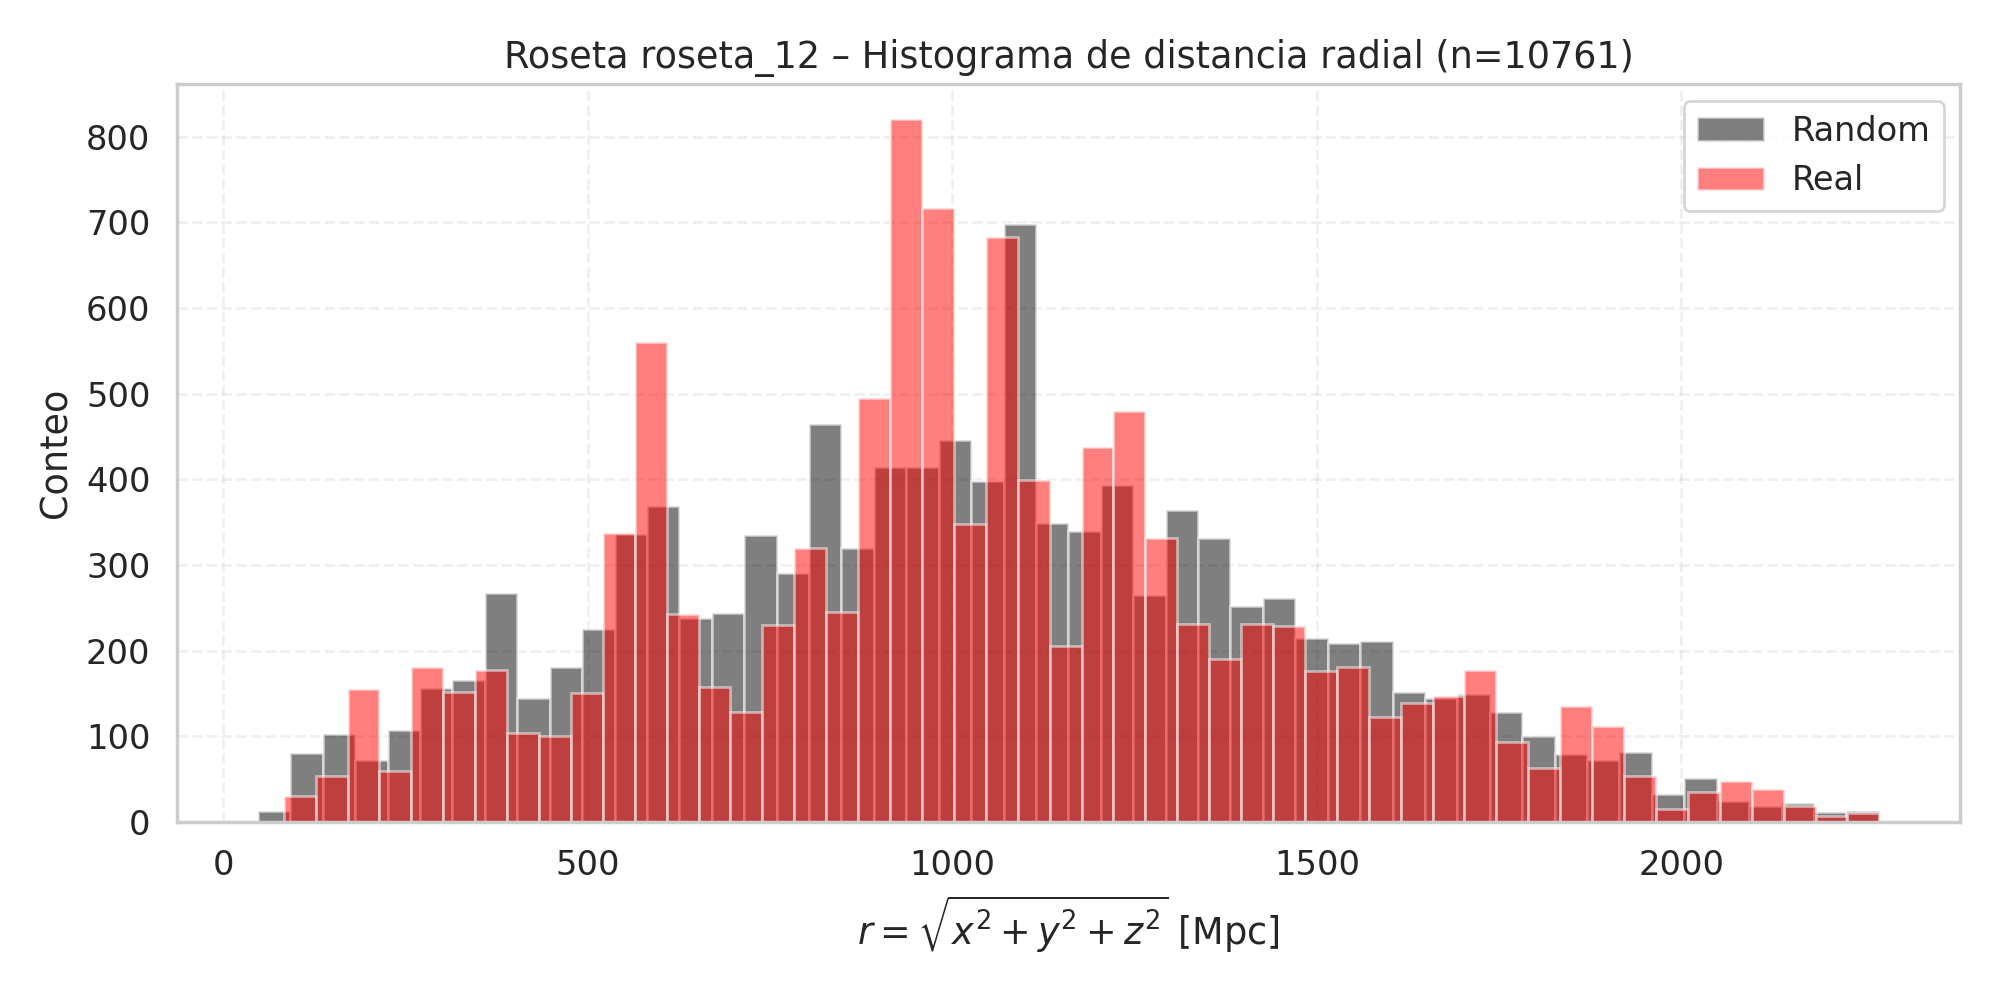 Roseta roseta_12 – Histograma de distancia radial (n=10761)
Random
Real
800
700
600
500
400
300
200
100
0
Conteo
0 500 1000 1500 2000
r = √x² + y² + z² [Mpc]